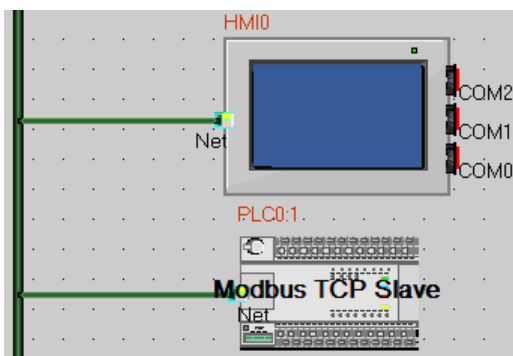 HMI0
COM2
COM1
Net
COM0
PLC0:1
Modbus TCP Slave
Net